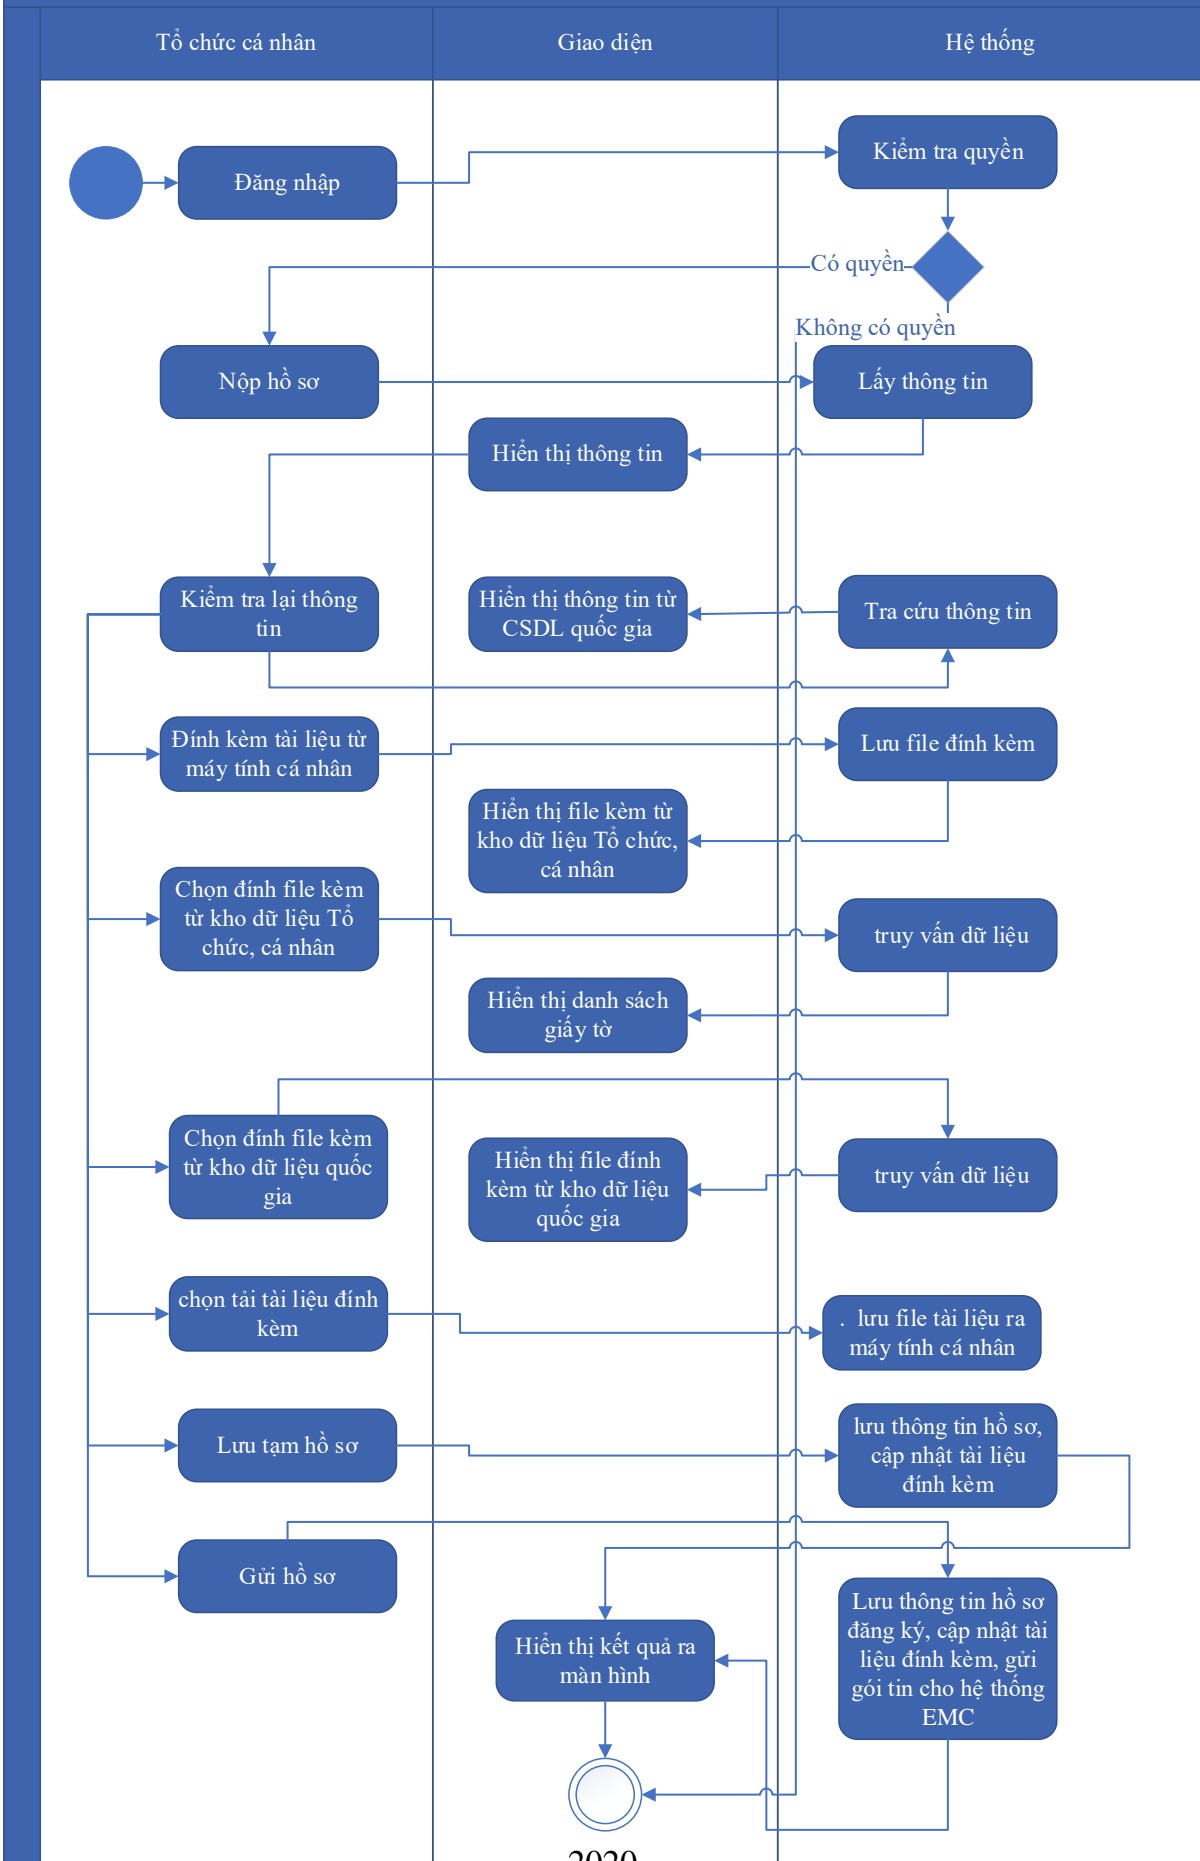 Tổ chức cá nhân
Giao diện
Hệ thống
Kiểm tra quyền
Đăng nhập
Có quyền
Không có quyền
Nộp hồ sơ
Lấy thông tin
Hiển thị thông tin
Kiểm tra lại thông
tin
Hiển thị thông tin từ
CSDL quốc gia
Tra cứu thông tin
Đính kèm tài liệu từ
máy tính cá nhân
Lưu file đính kèm
Hiển thị file kèm từ
kho dữ liệu Tổ chức,
cá nhân
Chọn đính file kèm
từ kho dữ liệu Tổ
chức, cá nhân
truy vấn dữ liệu
Hiển thị danh sách
giấy tờ
Chọn đính file kèm
từ kho dữ liệu quốc
gia
Hiển thị file đính
kèm từ kho dữ liệu
quốc gia
truy vấn dữ liệu
chọn tải tài liệu đính
kèm
. lưu file tài liệu ra
máy tính cá nhân
Lưu tạm hồ sơ
lưu thông tin hồ sơ,
cập nhật tài liệu
đính kèm
Gửi hồ sơ
Lưu thông tin hồ sơ
đăng ký, cập nhật tài
liệu đính kèm, gửi
gói tin cho hệ thống
EMC
Hiển thị kết quả ra
màn hình
2020